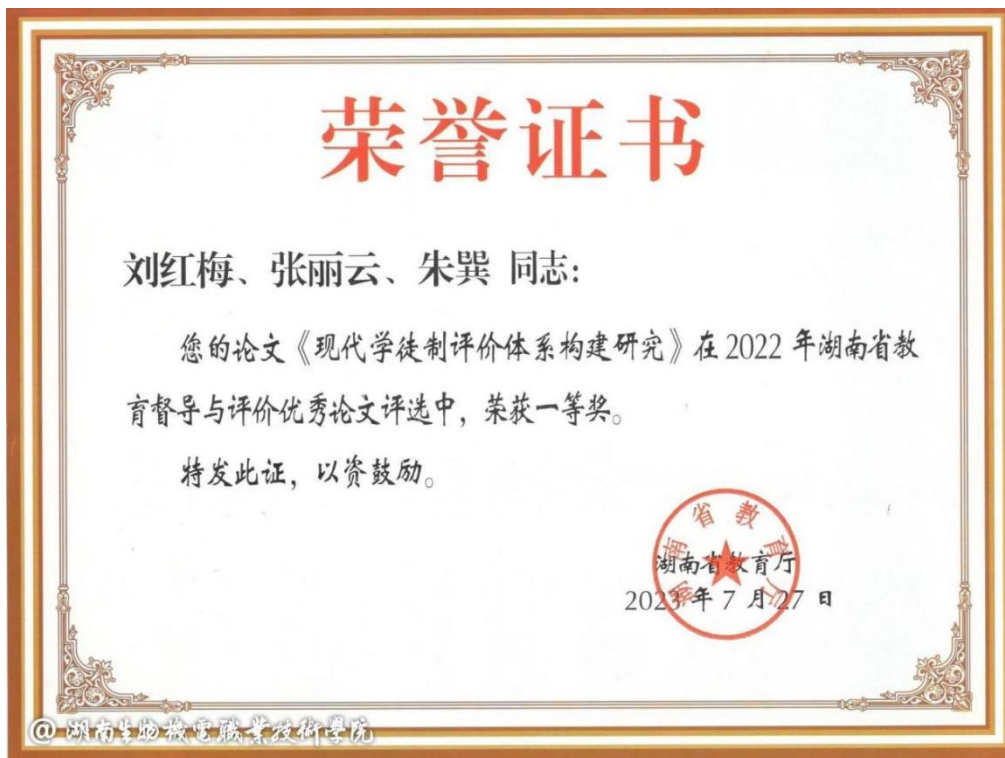 荣誉证书
刘红梅、张丽云、朱巽 同志:
您的论文《现代学徒制评价体系构建研究》在2022年湖南省教
育督导与评价优秀论文评选中，荣获一等奖。
特发此证，以资鼓励。
湖南省教育厅
湖南省教育厅
2023年7月27日
@湖南生物機電職業技術學院